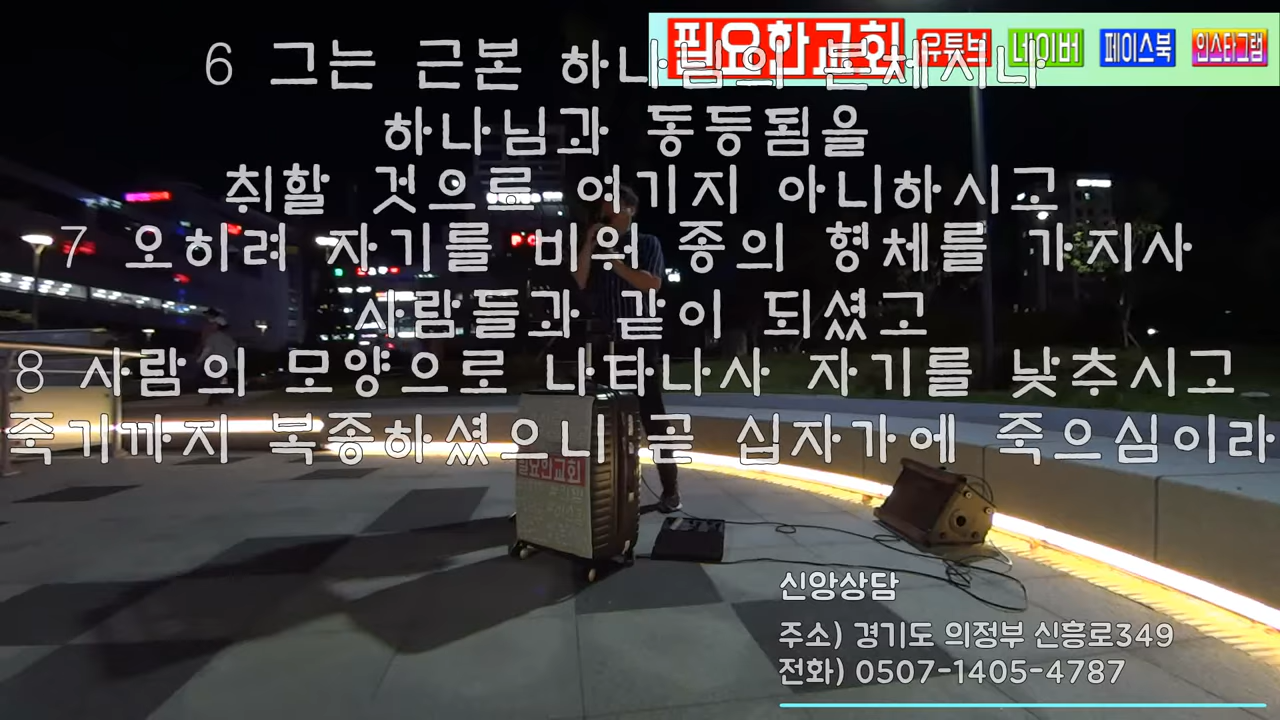 필요한교회 유튜브 네이버 페이스북 인스타그램
6 그는 근본 하나님의 본체시나
하나님과 동등됨을
취할 것으로 여기지 아니하시고
7 오히려 자기를 비워 종의 형체를 가지사
사람들과 같이 되셨고
8 사람의 모양으로 나타나사 자기를 낮추시고
죽기까지 복종하셨으니 곧 십자가에 죽으심이라
필요한교회
신앙상담
주소) 경기도 의정부 신흥로349
전화) 0507-1405-4787